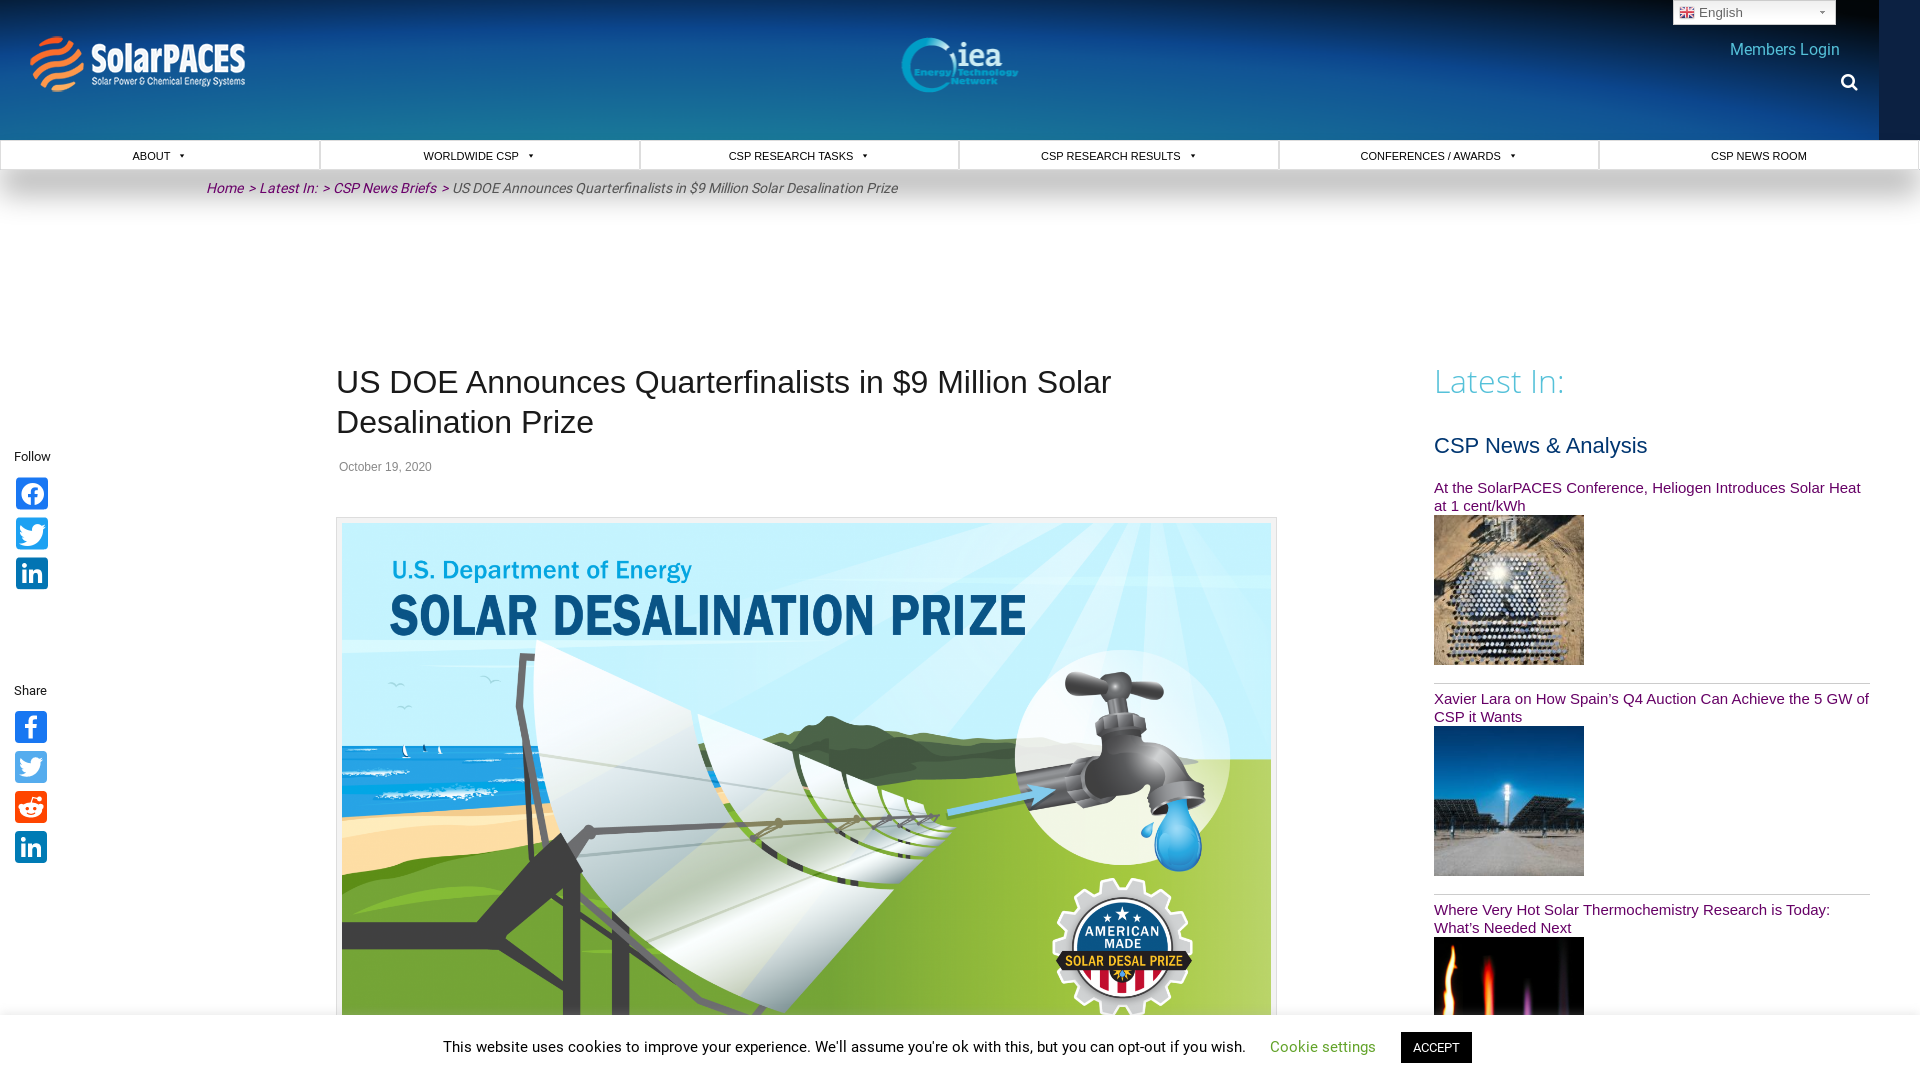 English
Members Login
SolarPACES
Solar Power & Chemical Energy Systems
iea
Energy Technology
Network
ABOUT
WORLDWIDE CSP
CSP RESEARCH TASKS
CSP RESEARCH RESULTS
CONFERENCES / AWARDS
CSP NEWS ROOM
Home > Latest In: > CSP News Briefs > US DOE Announces Quarterfinalists in $9 Million Solar Desalination Prize
US DOE Announces Quarterfinalists in $9 Million Solar
Desalination Prize
October 19, 2020
Follow
Share
U.S. Department of Energy
SOLAR DESALINATION PRIZE
AMERICAN
MADE
SOLAR DESAL PRIZE
Latest In:
CSP News & Analysis
At the SolarPACES Conference, Heliogen Introduces Solar Heat
at 1 cent/kWh
Xavier Lara on How Spain’s Q4 Auction Can Achieve the 5 GW of
CSP it Wants
Where Very Hot Solar Thermochemistry Research is Today:
What’s Needed Next
This website uses cookies to improve your experience. We'll assume you're ok with this, but you can opt-out if you wish.
Cookie settings
ACCEPT